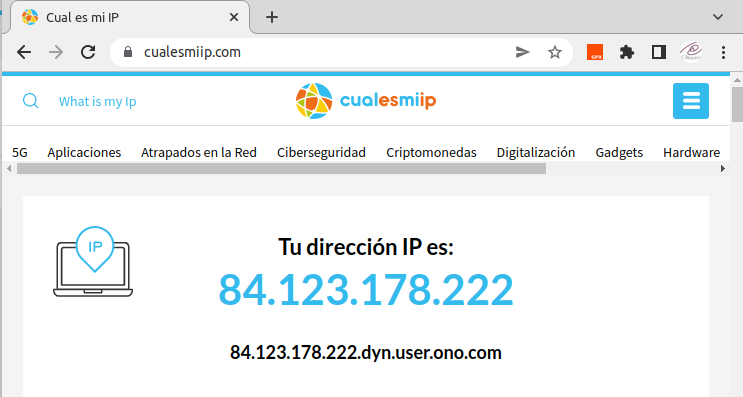 Cual es mi IP
cualesmiip.com
GPX
What is my Ip
cualesmiip
5G Aplicaciones Atrapados en la Red Ciberseguridad Criptomonedas Digitalización Gadgets Hardware
IP
Tu dirección IP es:
84.123.178.222
84.123.178.222.dyn.user.ono.com